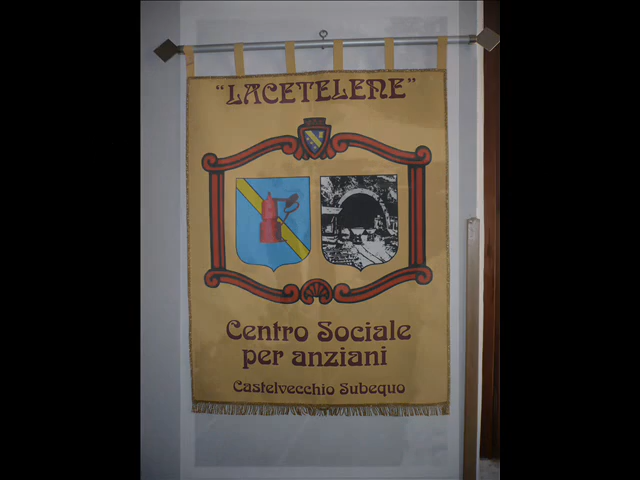 "LACETELENE"
Centro Sociale
per anziani
Castelvecchio Subequo